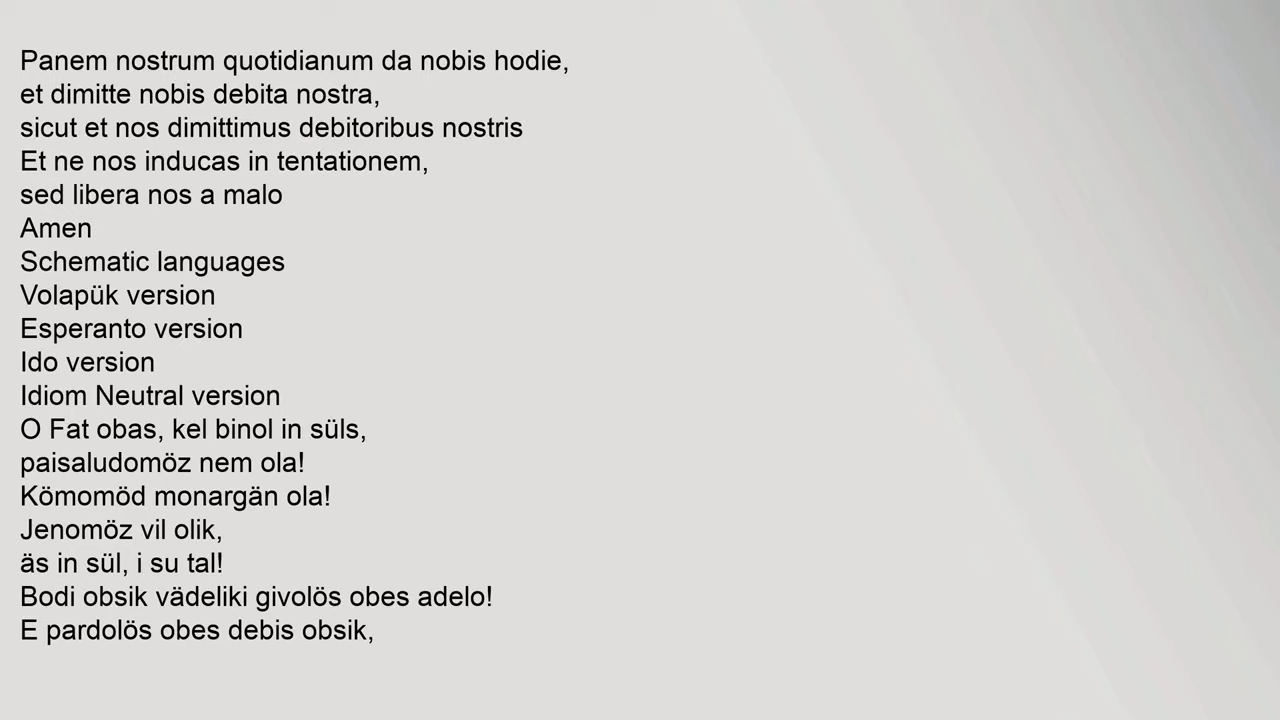 Panem nostrum quotidianum da nobis hodie,
et dimitte nobis debita nostra,
sicut et nos dimittimus debitoribus nostris
Et ne nos inducas in tentationem,
sed libera nos a malo
Amen
Schematic languages
Volapük version
Esperanto version
Ido version
Idiom Neutral version
O Fat obas, kel binol in süls,
paisaludomöz nem ola!
Kömomöd monargän ola!
Jenomöz vil olik,
äs in sül, i su tal!
Bodi obsik vädeliki givolös obes adelo!
E pardolös obes debis obsik,